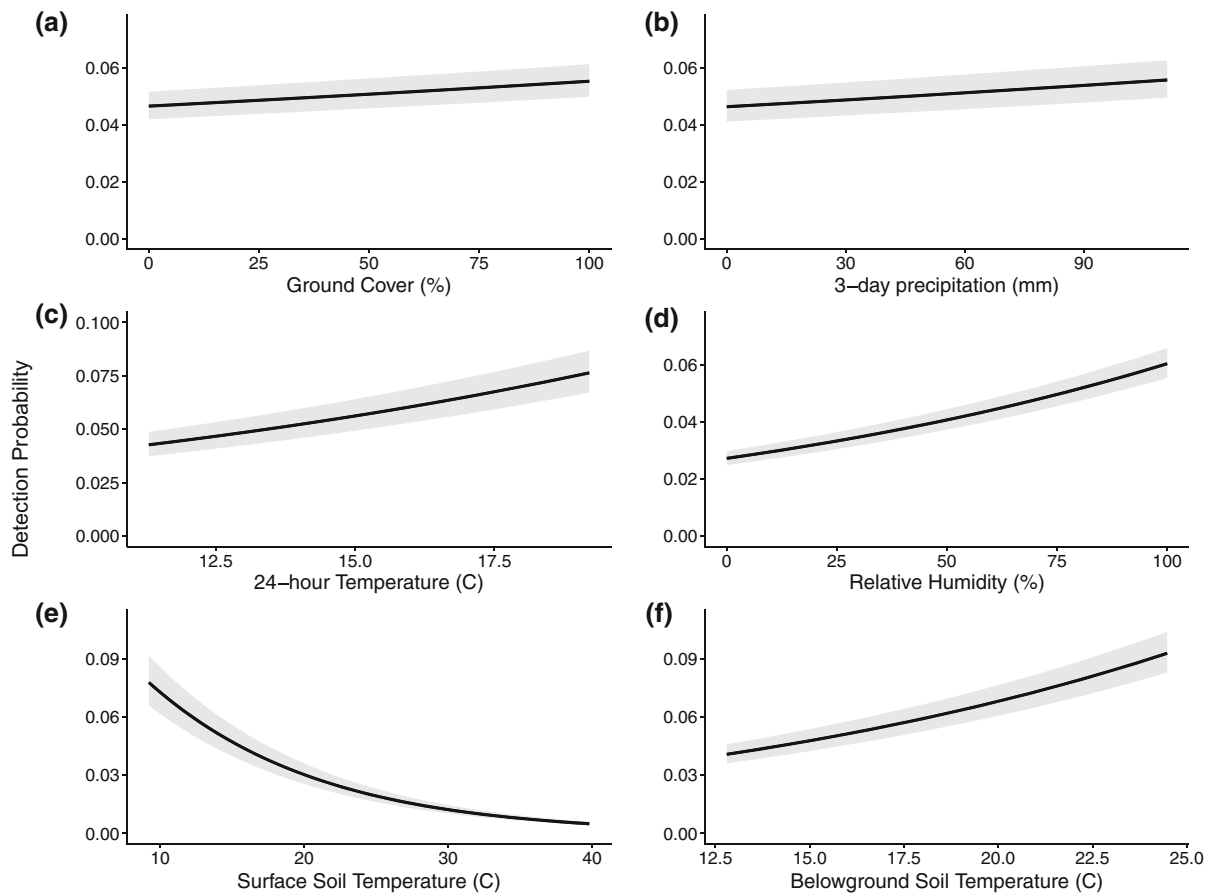 (a)
0.06
0.04
0.02
0.00
0 25 50 75 100
Ground Cover (%)
(b)
0.06
0.04
0.02
0.00
0 30 60 90
3–day precipitation (mm)
Detection Probability
(c)
0.100
0.075
0.050
0.025
0.000
12.5 15.0 17.5
24–hour Temperature (C)
(d)
0.06
0.04
0.02
0.00
0 25 50 75 100
Relative Humidity (%)
(e)
0.09
0.06
0.03
0.00
10 20 30 40
Surface Soil Temperature (C)
(f)
0.09
0.06
0.03
0.00
12.5 15.0 17.5 20.0 22.5 25.0
Belowground Soil Temperature (C)